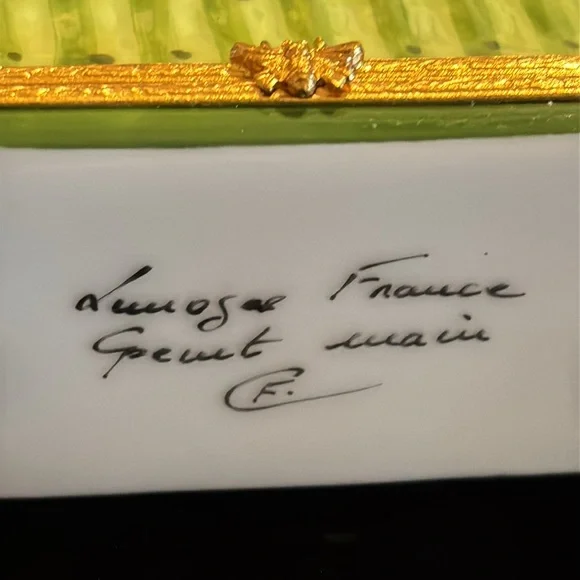 Limoges France
Peint main
CF.